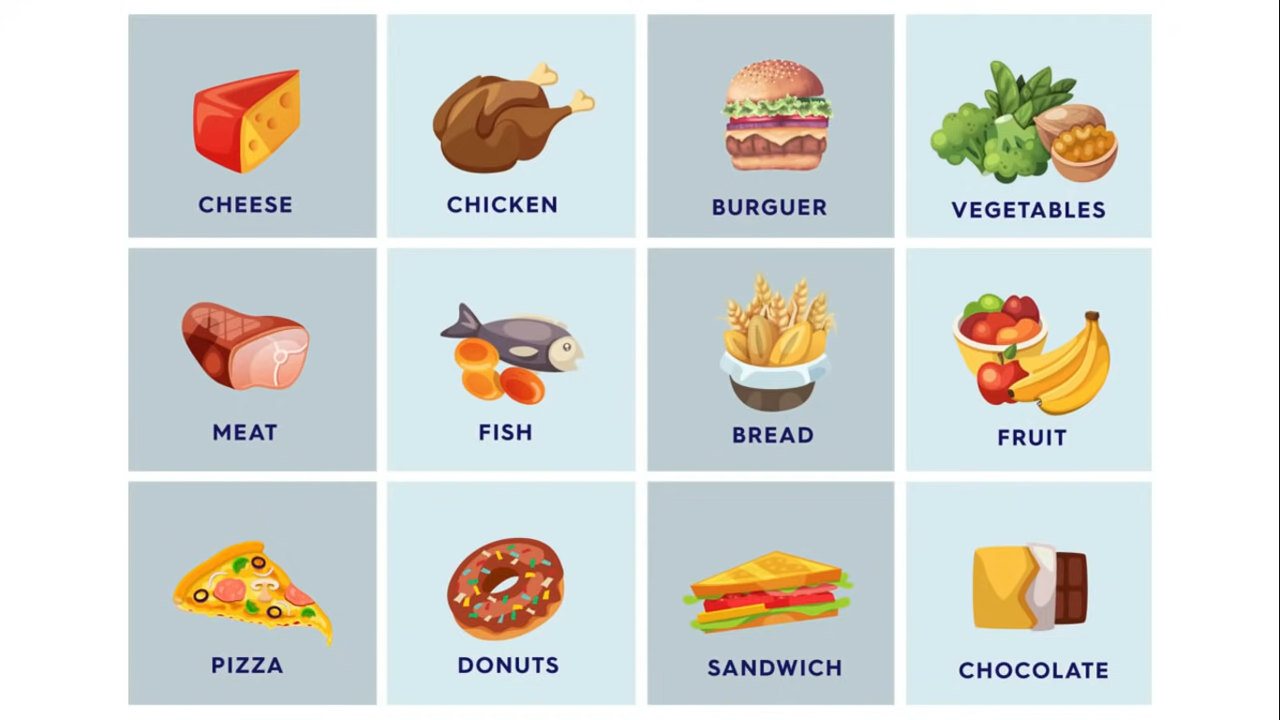 CHEESE
CHICKEN
BURGUER
VEGETABLES
MEAT
FISH
BREAD
FRUIT
PIZZA
DONUTS
SANDWICH
CHOCOLATE